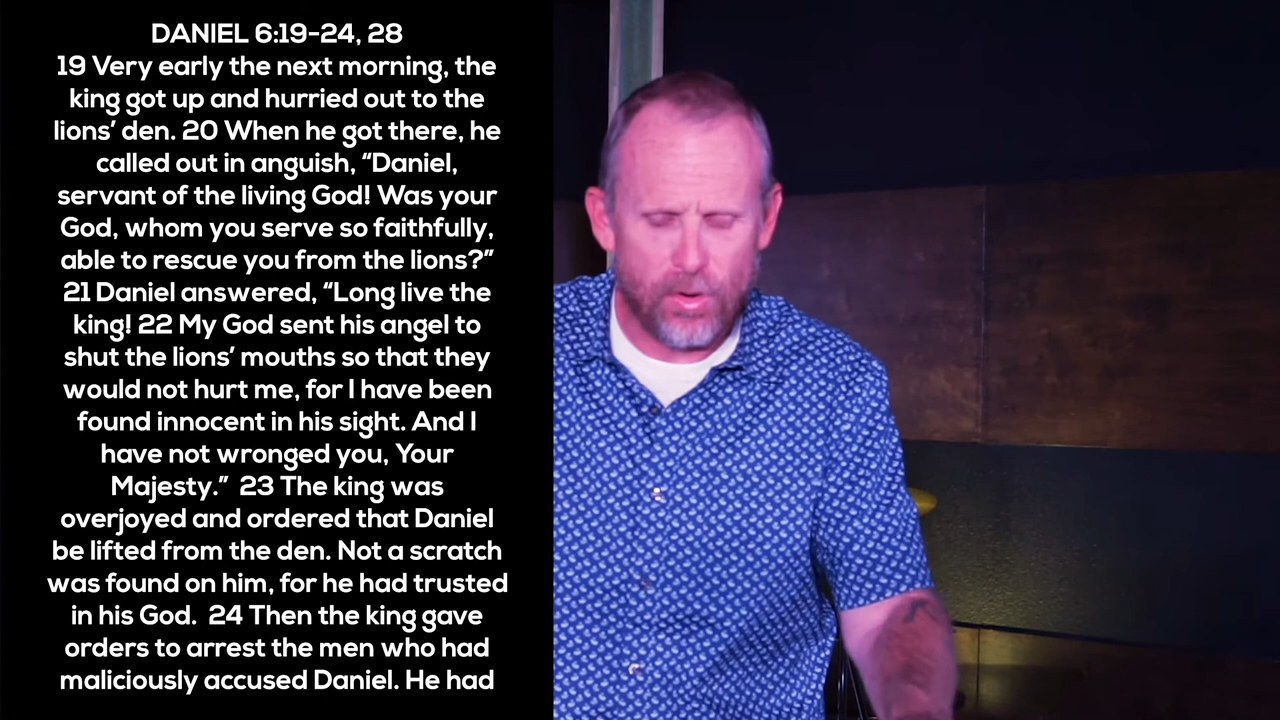 DANIEL 6:19-24, 28
19 Very early the next morning, the
king got up and hurried out to the
lions’ den. 20 When he got there, he
called out in anguish, “Daniel,
servant of the living God! Was your
God, whom you serve so faithfully,
able to rescue you from the lions?”
21 Daniel answered, “Long live the
king! 22 My God sent his angel to
shut the lions’ mouths so that they
would not hurt me, for I have been
found innocent in his sight. And I
have not wronged you, Your
Majesty.” 23 The king was
overjoyed and ordered that Daniel
be lifted from the den. Not a scratch
was found on him, for he had trusted
in his God. 24 Then the king gave
orders to arrest the men who had
maliciously accused Daniel. He had